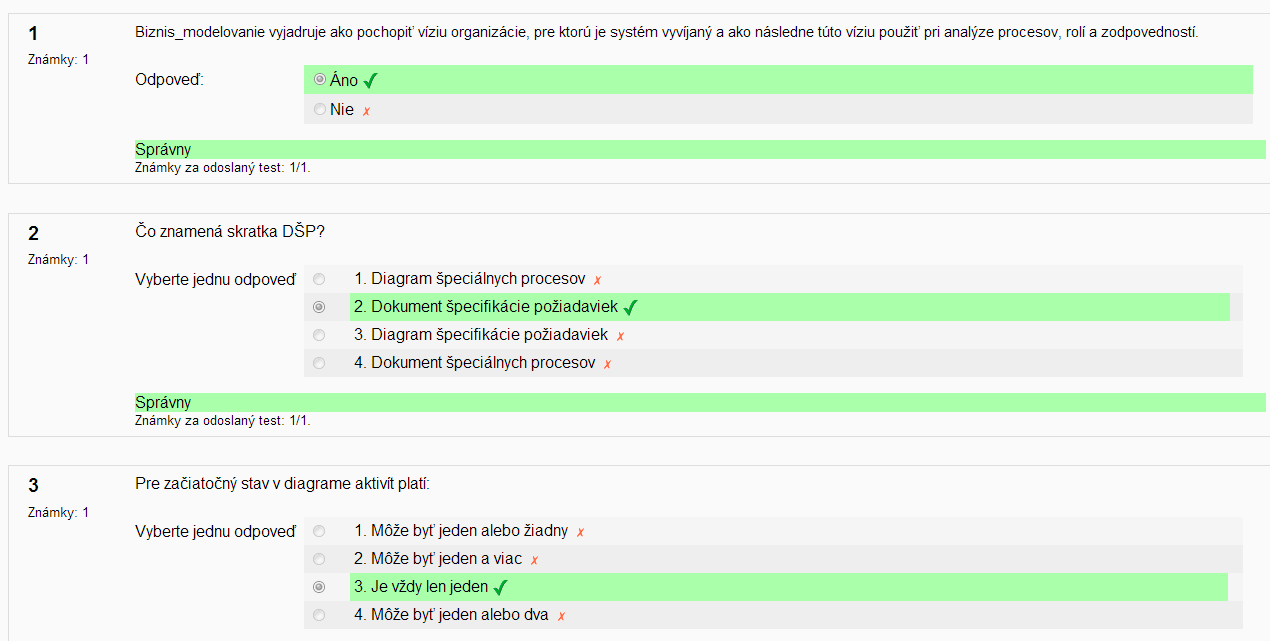 1
Biznis_modelovanie vyjadruje ako pochopiť víziu organizácie, pre ktorú je systém vyvíjaný a ako následne túto víziu použiť pri analýze procesov, rolí a zodpovedností.
Známky: 1
Odpoveď:
Áno
Nie
Správny
Známky za odoslaný test: 1/1.
2
Čo znamená skratka DŠP?
Známky: 1
Vyberte jednu odpoveď
1. Diagram špeciálnych procesov
2. Dokument špecifikácie požiadaviek
3. Diagram špecifikácie požiadaviek
4. Dokument špeciálnych procesov
Správny
Známky za odoslaný test: 1/1.
3
Pre začiatočný stav v diagrame aktivít platí:
Známky: 1
Vyberte jednu odpoveď
1. Môže byť jeden alebo žiadny
2. Môže byť jeden a viac
3. Je vždy len jeden
4. Môže byť jeden alebo dva